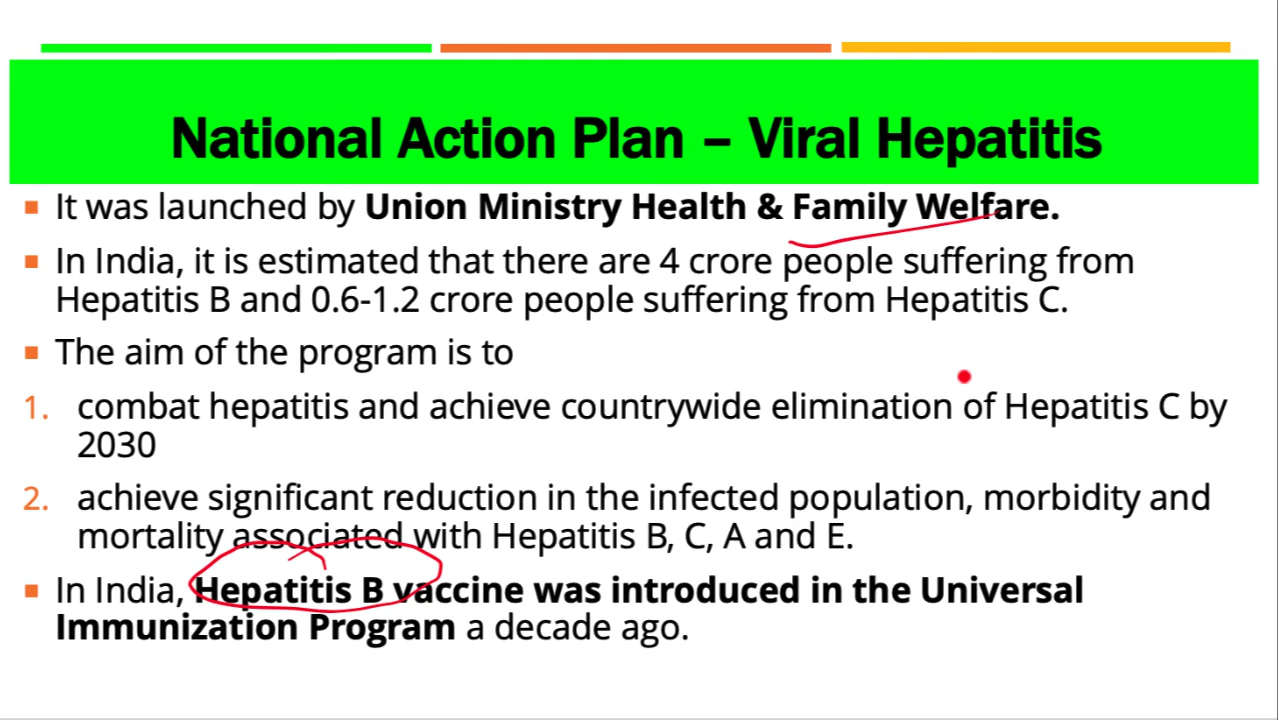 National Action Plan – Viral Hepatitis
It was launched by Union Ministry Health & Family Welfare.
In India, it is estimated that there are 4 crore people suffering from
Hepatitis B and 0.6-1.2 crore people suffering from Hepatitis C.
The aim of the program is to
1. combat hepatitis and achieve countrywide elimination of Hepatitis C by
2030
2. achieve significant reduction in the infected population, morbidity and
mortality associated with Hepatitis B, C, A and E.
In India, Hepatitis B vaccine was introduced in the Universal
Immunization Program a decade ago.